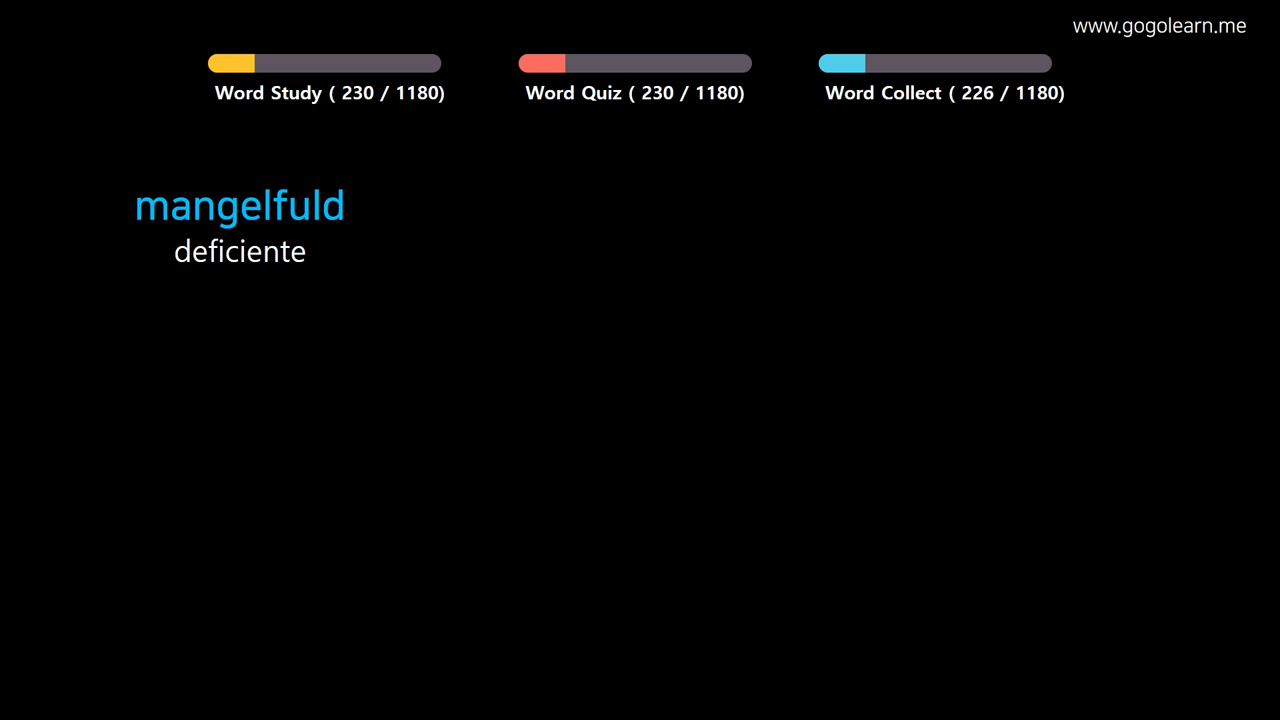 www.gogolearn.me
Word Study ( 230 / 1180)
Word Quiz ( 230 / 1180)
Word Collect ( 226 / 1180)
mangelfuld
deficiente